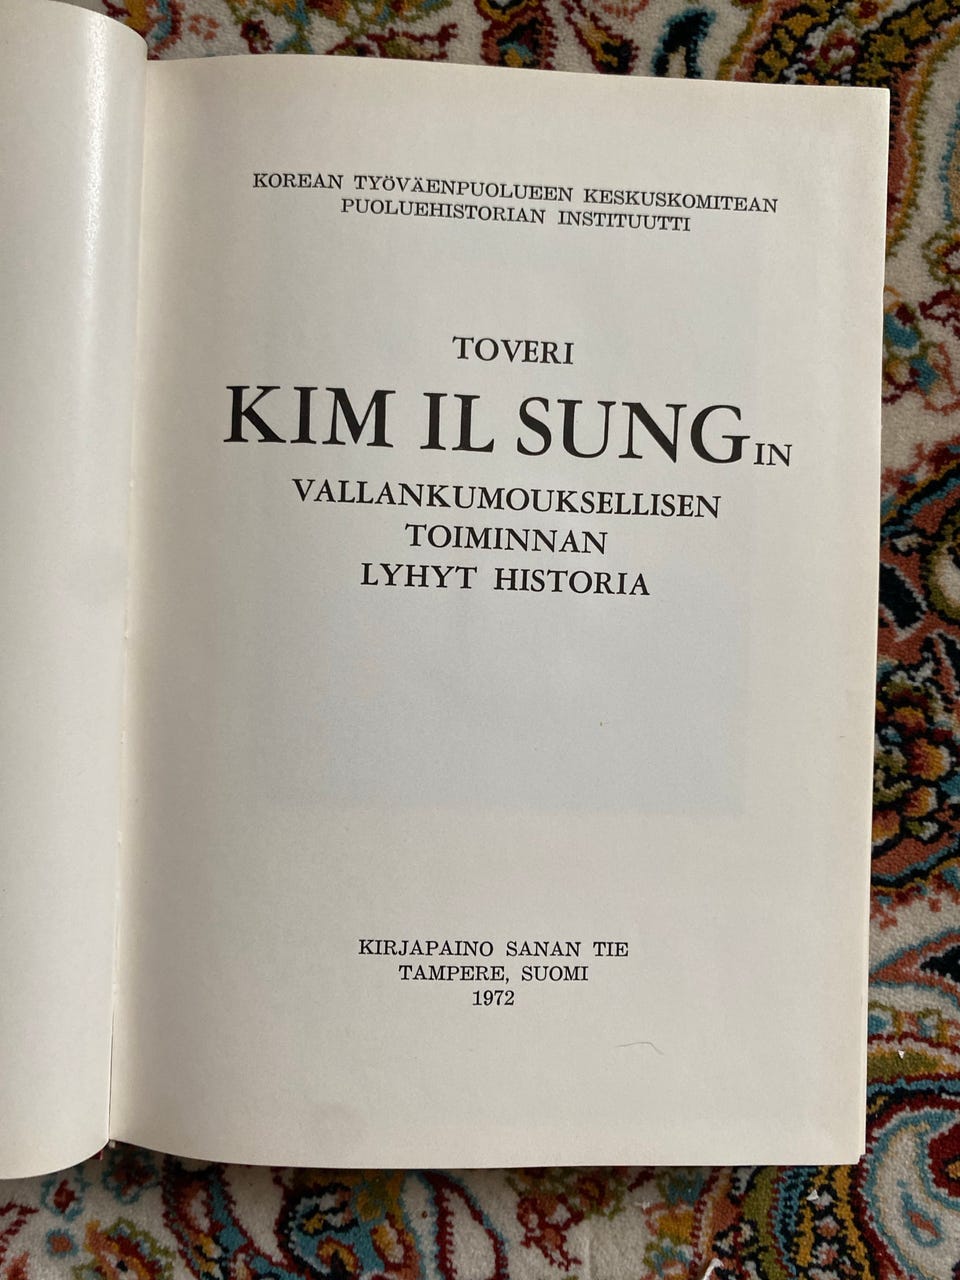 KOREAN TYÖVÄENPUOLUEEN KESKUSKOMITEAN
PUOLUEHISTORIAN INSTITUUTTI
TOVERI
KIM IL SUNGIN
VALLANKUMOUKSELLISEN
TOIMINNAN
LYHYT HISTORIA
KIRJAPAINO SANAN TIE
TAMPERE, SUOMI
1972